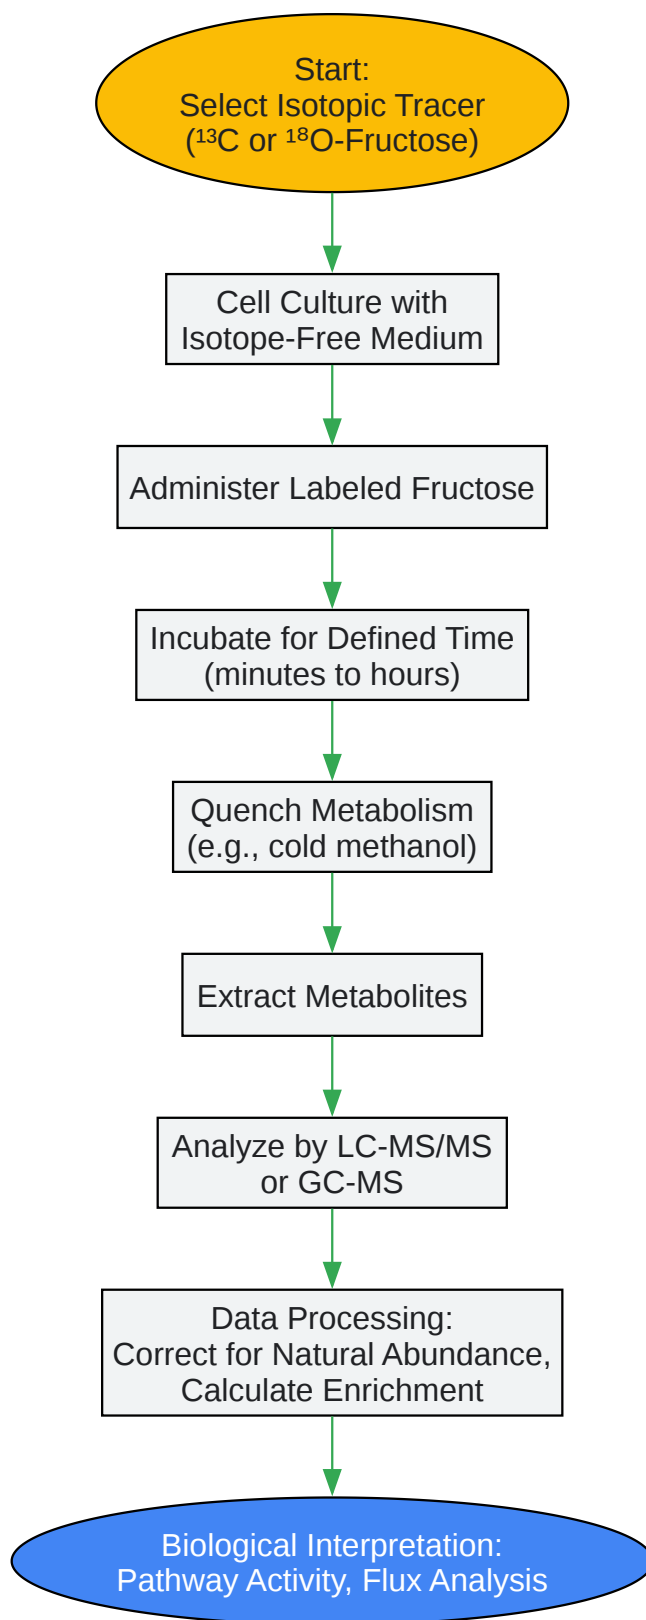 Start:
Select Isotopic Tracer
(¹³C or ¹⁸O-Fructose)
Cell Culture with
Isotope-Free Medium
Administer Labeled Fructose
Incubate for Defined Time
(minutes to hours)
Quench Metabolism
(e.g., cold methanol)
Extract Metabolites
Analyze by LC-MS/MS
or GC-MS
Data Processing:
Correct for Natural Abundance,
Calculate Enrichment
Biological Interpretation:
Pathway Activity, Flux Analysis